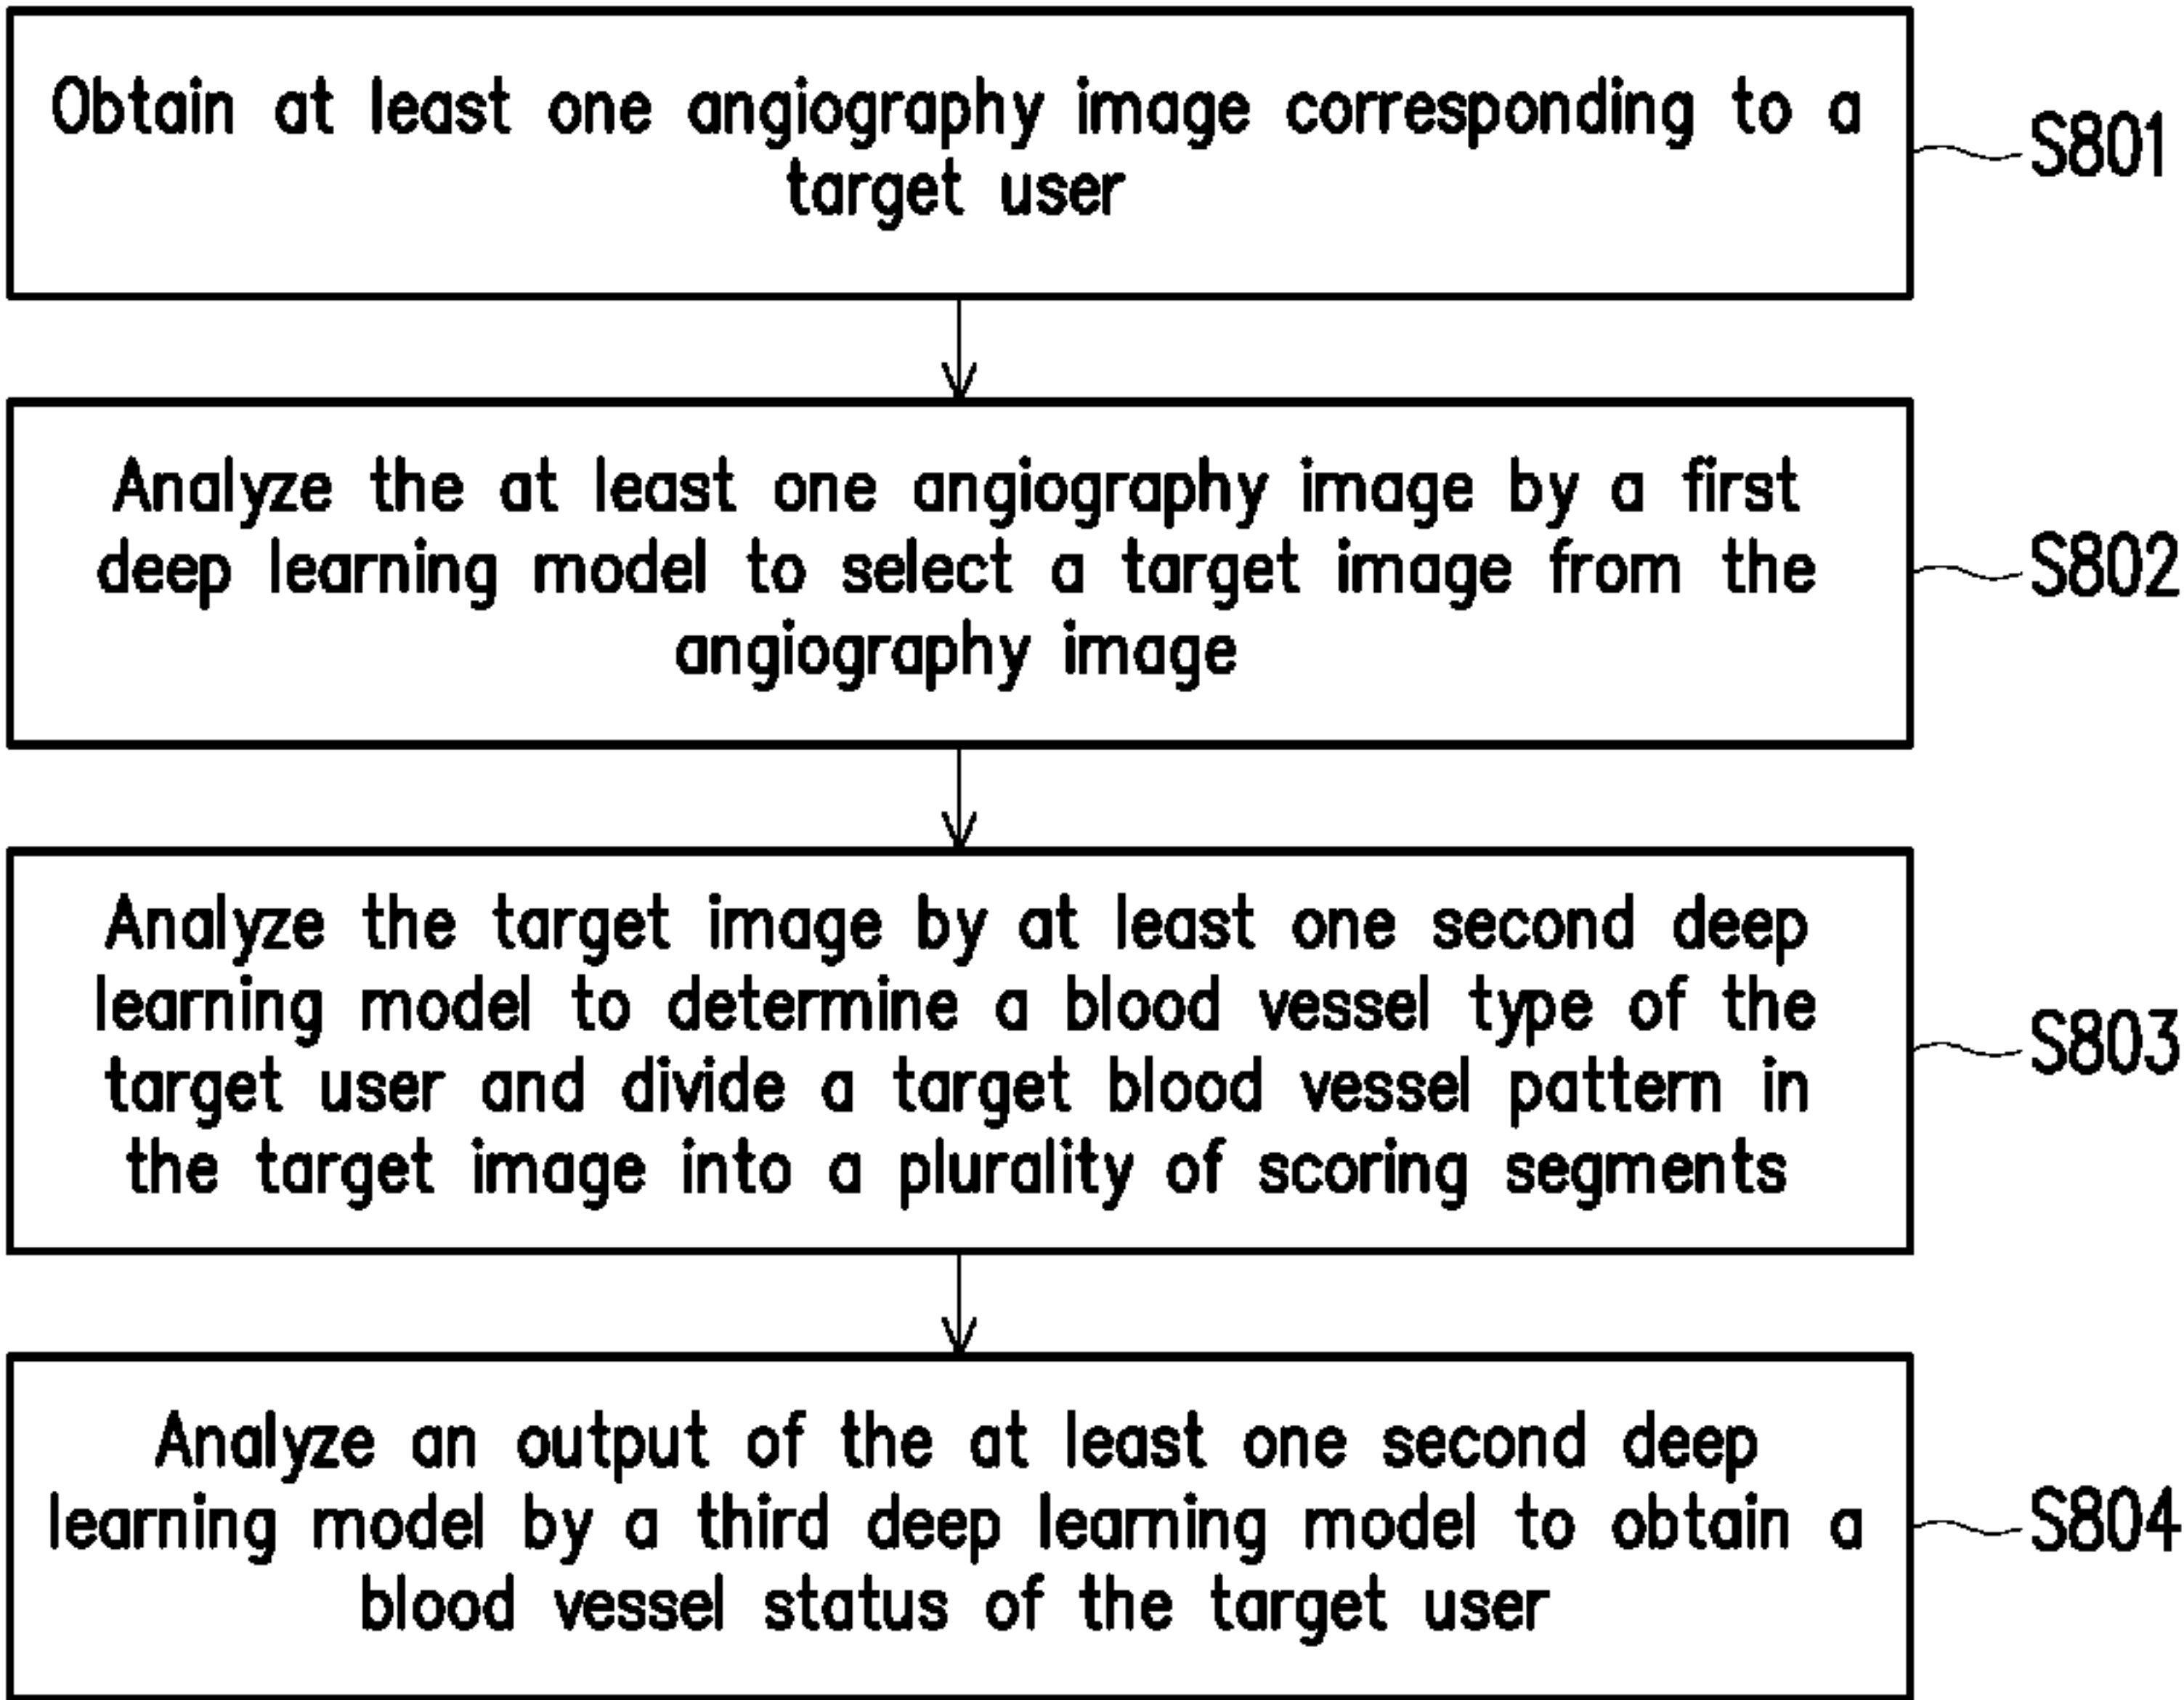 Obtain at least one angiography image corresponding to a
target user
S801
Analyze the at least one angiography image by a first
deep learning model to select a target image from the
angiography image
S802
Analyze the target image by at least one second deep
learning model to determine a blood vessel type of the
target user and divide a target blood vessel pattern in
the target image into a plurality of scoring segments
S803
Analyze an output of the at least one second deep
learning model by a third deep learning model to obtain a
blood vessel status of the target user
S804